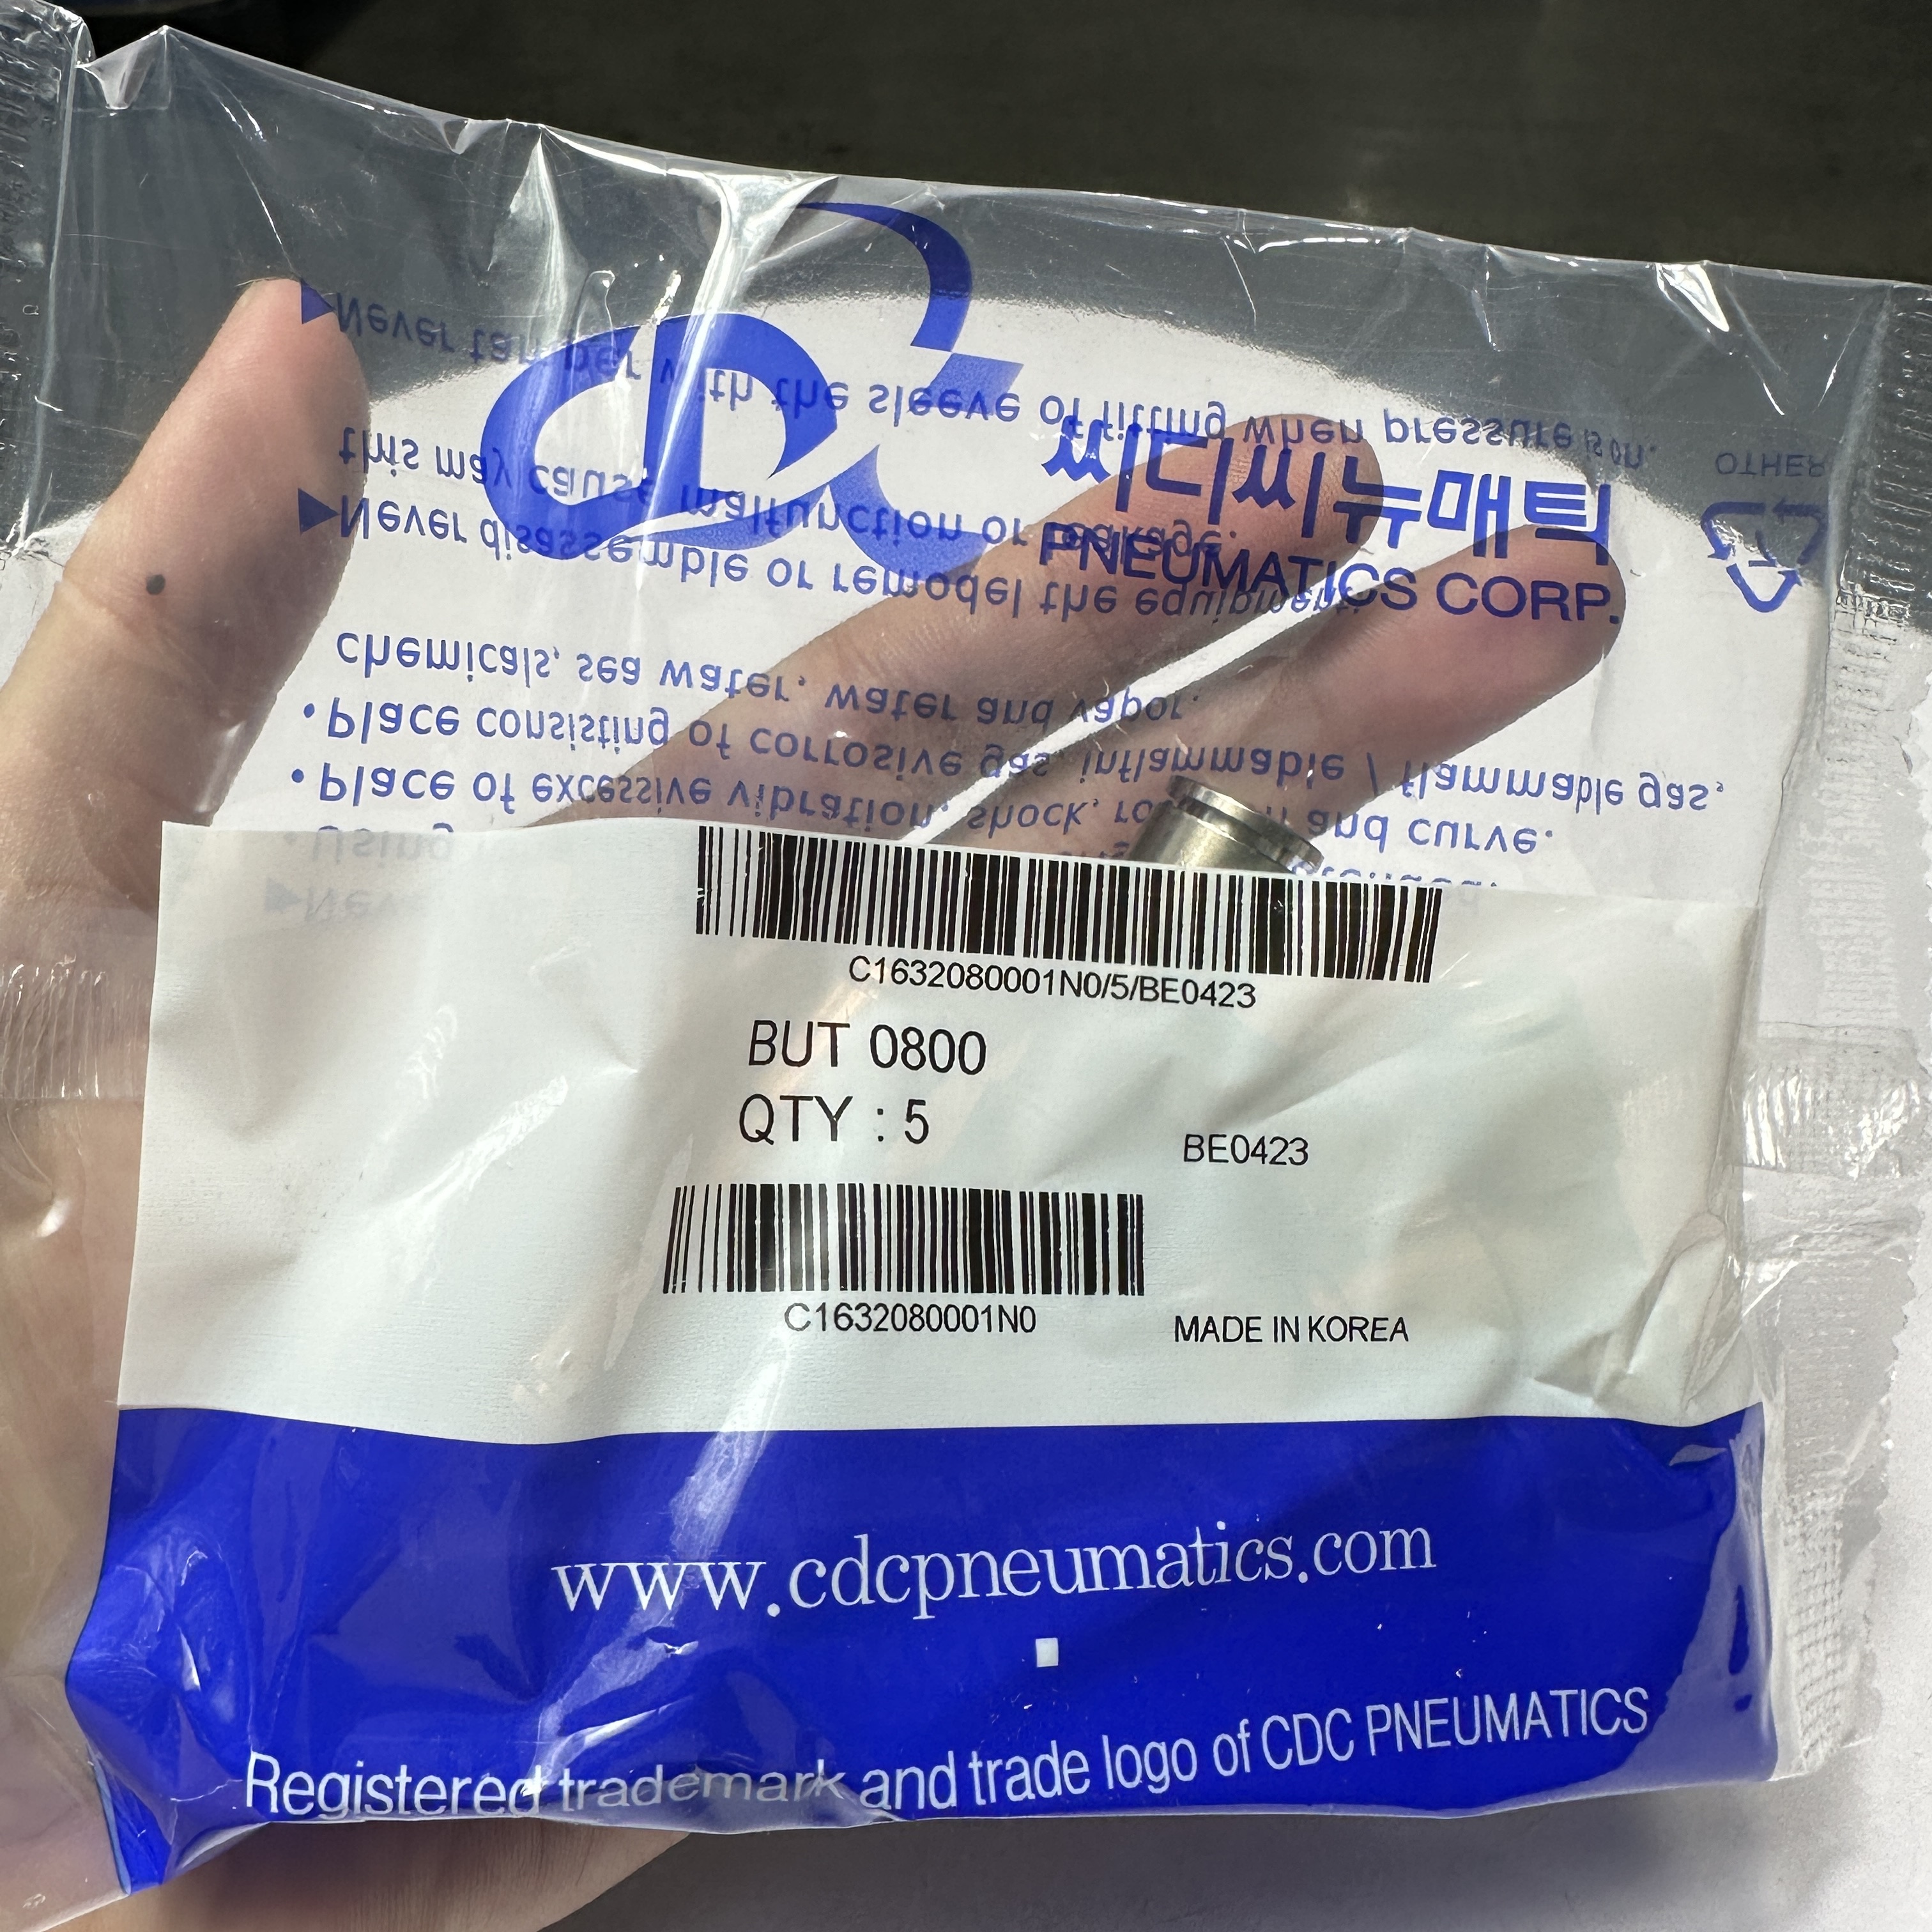 CDC
씨디씨뉴매틱
PNEUMATICS CORP.
OTHER
▶Never tamper with the sleeve of fitting when pressure is on.
this may cause malfunction or leakage.
▶Never disassemble or remodel the equipment
chemicals, sea water, water and vapor.
• Place consisting of corrosive gas, inflammable / flammable gas,
• Place of excessive vibration, shock, and curve.
• Using
C1632080001N0/5/BE0423
BUT 0800
QTY : 5
BE0423
C1632080001N0
MADE IN KOREA
www.cdcpneumatics.com
Registered trademark and trade logo of CDC PNEUMATICS